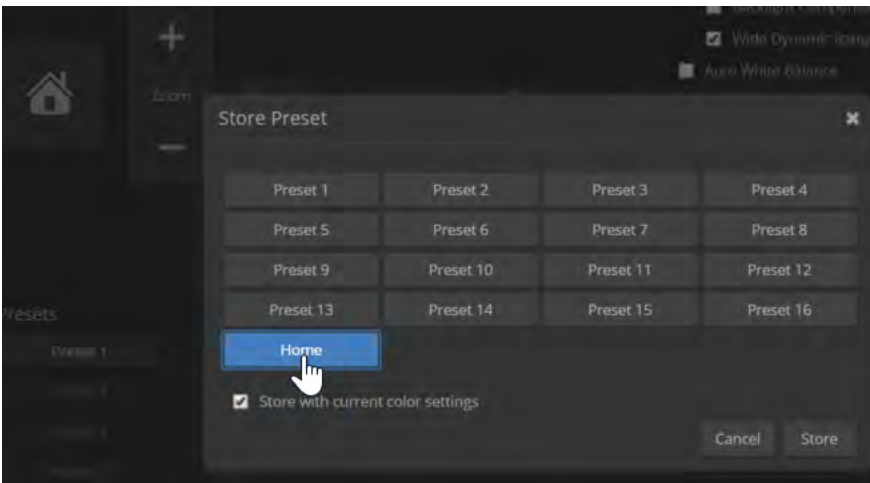 Wide Dynamic
Auto White Balance
Zoom
Store Preset
Preset 1 Preset 2 Preset 3 Preset 4
Preset 5 Preset 6 Preset 7 Preset 8
Preset 9 Preset 10 Preset 11 Preset 12
Preset 13 Preset 14 Preset 15 Preset 16
Presets
Preset 1
Home
Store with current color settings
Cancel Store